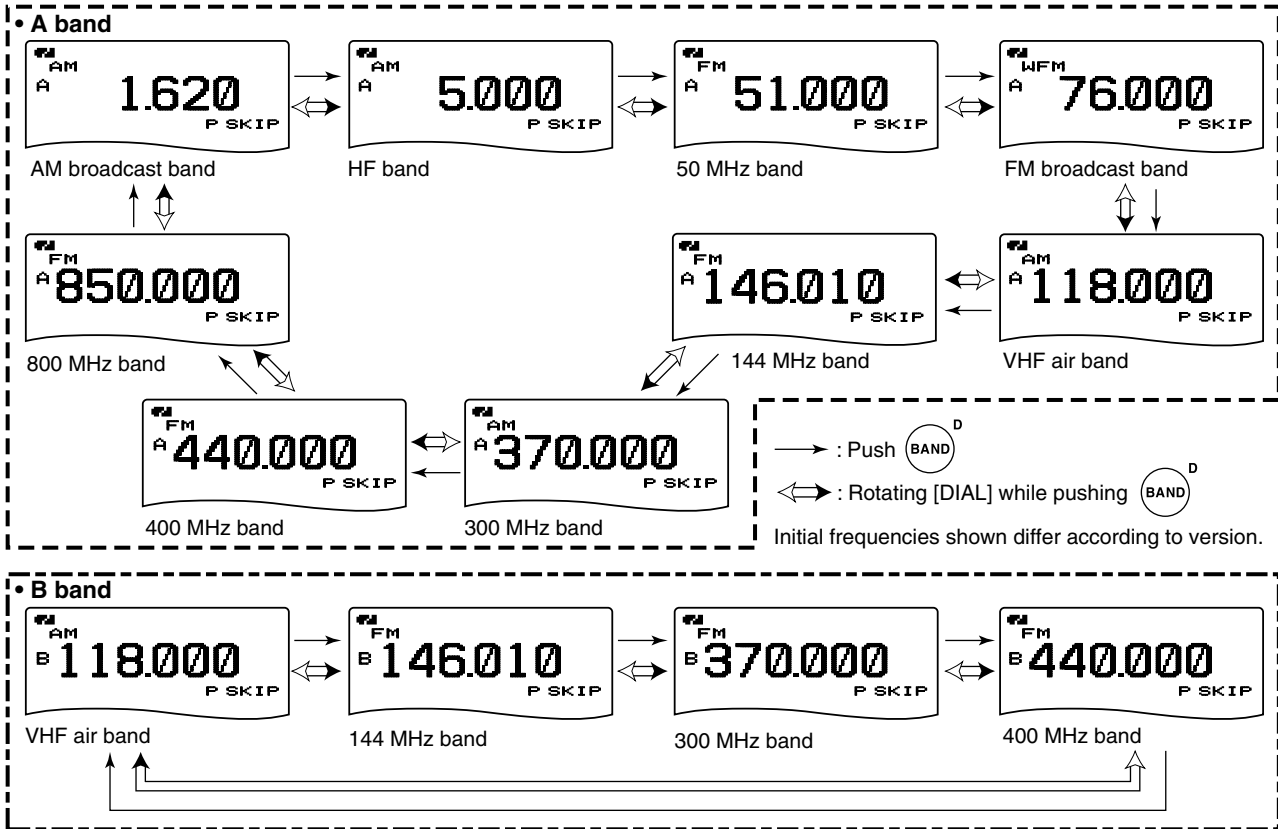 • A band
AM
A 1.620
P SKIP
AM broadcast band
AM
A 5.000
P SKIP
HF band
FM
A 51.000
P SKIP
50 MHz band
WFM
A 76.000
P SKIP
FM broadcast band
FM
A 850.000
P SKIP
800 MHz band
FM
A 146.010
P SKIP
144 MHz band
AM
A 118.000
P SKIP
VHF air band
FM
A 440.000
P SKIP
400 MHz band
AM
A 370.000
P SKIP
300 MHz band
: Push BAND D
: Rotating [DIAL] while pushing BAND D
Initial frequencies shown differ according to version.
• B band
AM
B 118.000
P SKIP
VHF air band
FM
B 146.010
P SKIP
144 MHz band
FM
B 370.000
P SKIP
300 MHz band
FM
B 440.000
P SKIP
400 MHz band